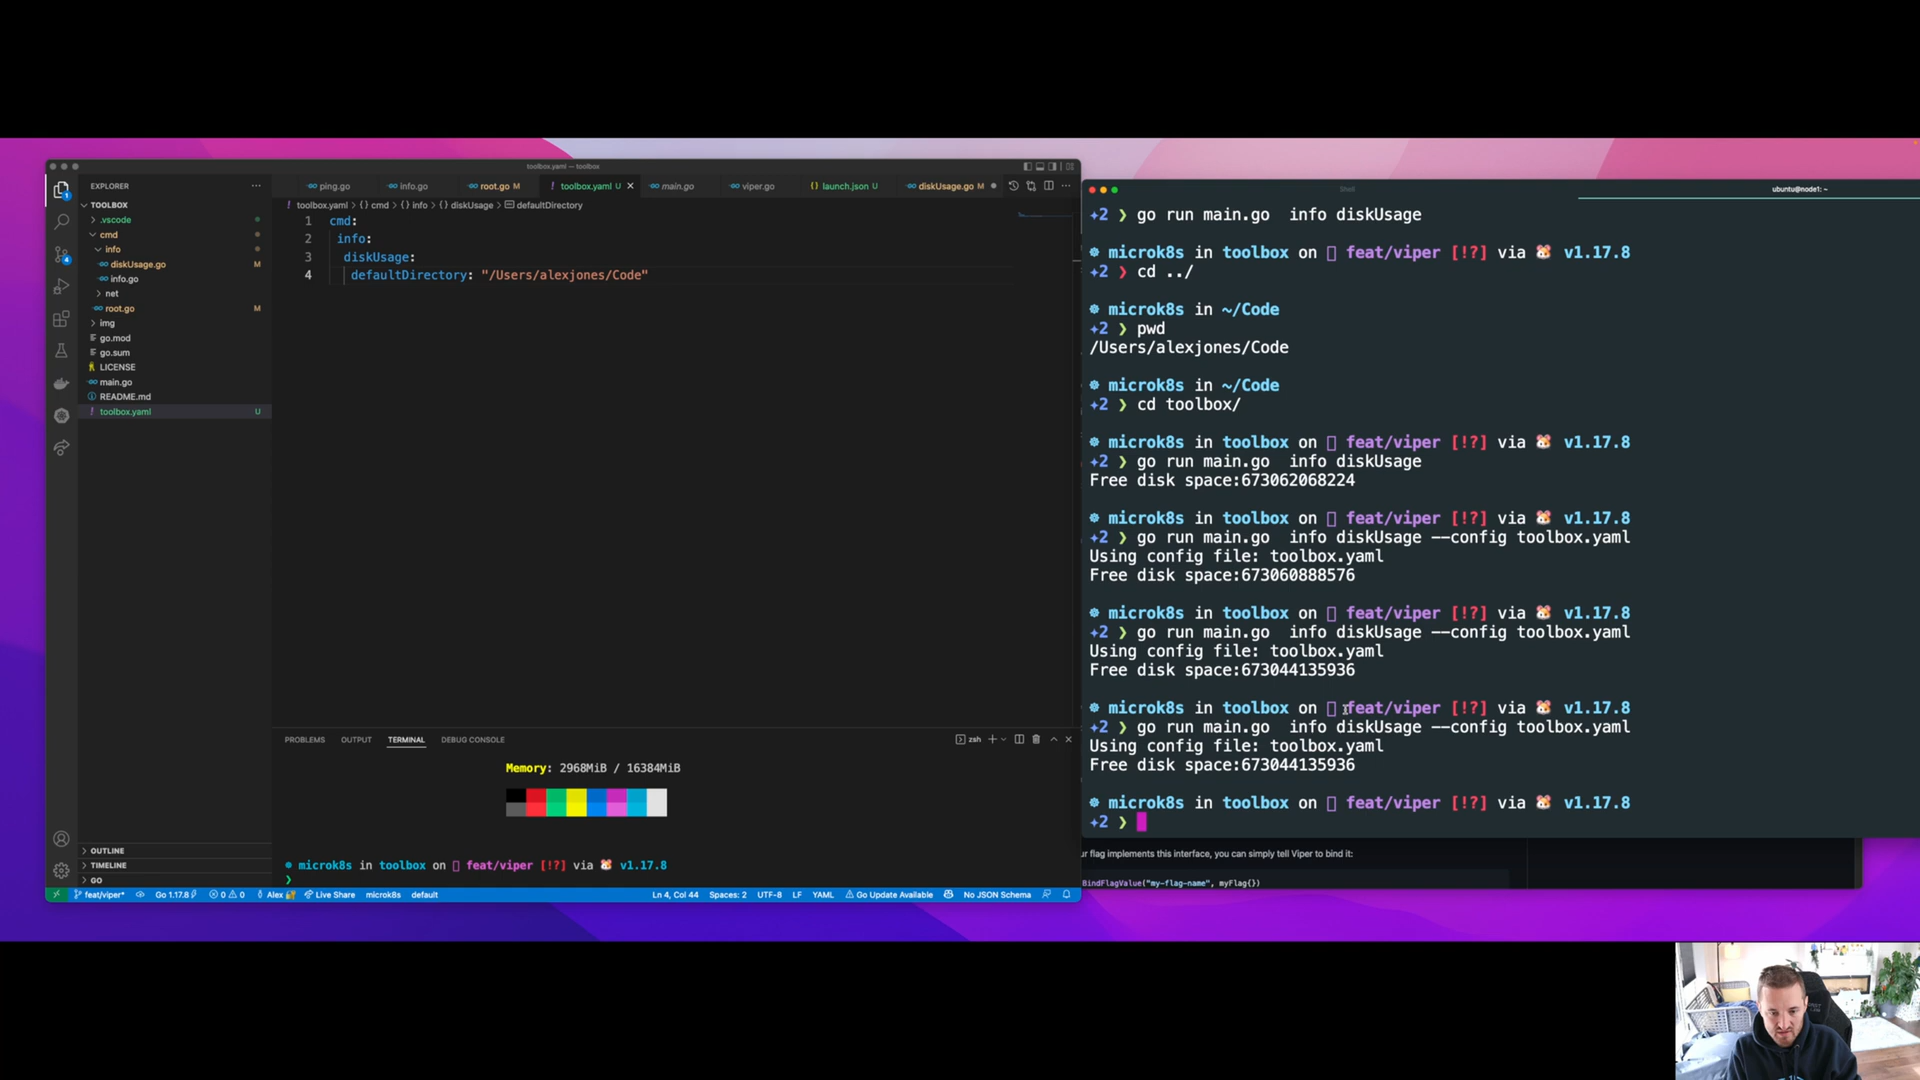 toolbox.yaml — toolbox
EXPLORER
TOOLBOX
.vscode
cmd
info
diskUsage.go M
info.go
net
root.go M
img
go.mod
go.sum
LICENSE
main.go
README.md
toolbox.yaml U
OUTLINE
TIMELINE
GO
ping.go
info.go
root.go M
toolbox.yaml U
main.go
viper.go
launch.json U
diskUsage.go M
toolbox.yaml > {} cmd > {} info > {} diskUsage > defaultDirectory
1 cmd:
2 info:
3 diskUsage:
4 defaultDirectory: "/Users/alexjones/Code"
PROBLEMS OUTPUT TERMINAL DEBUG CONSOLE
zsh
Memory: 2968MiB / 16384MiB
microk8s in toolbox on feat/viper [!?] via v1.17.8
❯
feat/viper* Go 1.17.8 0 0 Alex Live Share microk8s default Ln 4, Col 44 Spaces: 2 UTF-8 LF YAML Go Update Available No JSON Schema
Shell
ubuntu@node1: ~
+2 ❯ go run main.go  info diskUsage
microk8s in toolbox on feat/viper [!?] via v1.17.8
+2 ❯ cd ../
microk8s in ~/Code
+2 ❯ pwd
/Users/alexjones/Code
microk8s in ~/Code
+2 ❯ cd toolbox/
microk8s in toolbox on feat/viper [!?] via v1.17.8
+2 ❯ go run main.go  info diskUsage
Free disk space:673062068224
microk8s in toolbox on feat/viper [!?] via v1.17.8
+2 ❯ go run main.go  info diskUsage --config toolbox.yaml
Using config file: toolbox.yaml
Free disk space:673060888576
microk8s in toolbox on feat/viper [!?] via v1.17.8
+2 ❯ go run main.go  info diskUsage --config toolbox.yaml
Using config file: toolbox.yaml
Free disk space:673044135936
microk8s in toolbox on feat/viper [!?] via v1.17.8
+2 ❯ go run main.go  info diskUsage --config toolbox.yaml
Using config file: toolbox.yaml
Free disk space:673044135936
microk8s in toolbox on feat/viper [!?] via v1.17.8
+2 ❯
ur flag implements this interface, you can simply tell Viper to bind it:
BindFlagValue("my-flag-name", myFlag{})